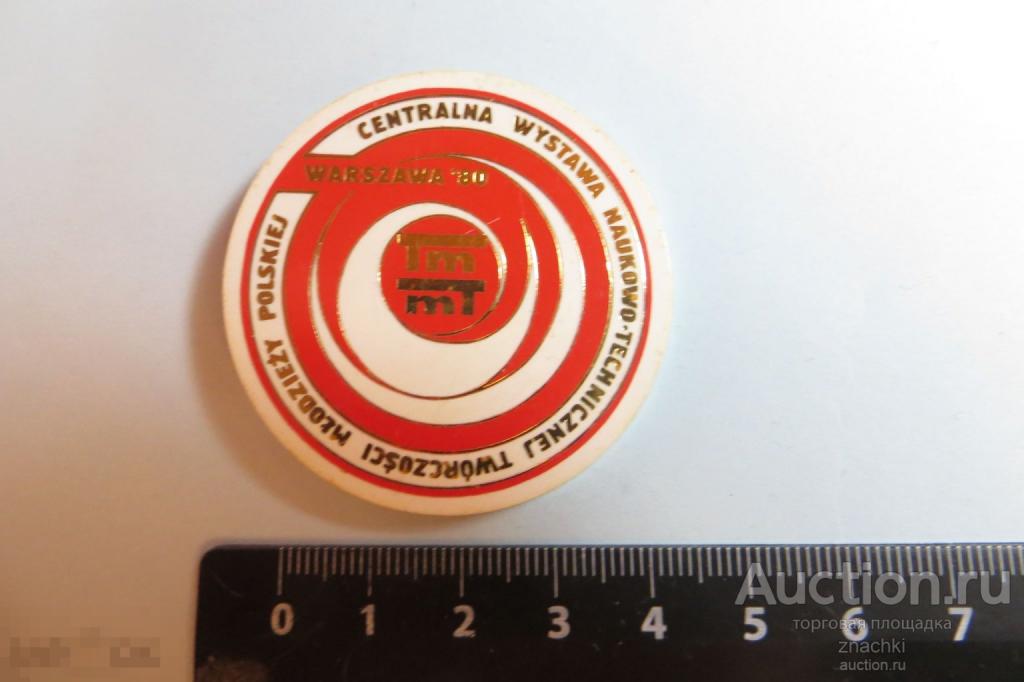 CENTRALNA WYSTAWA NAUKOWO-TECHNICZNEJ TWÓRCZOŚCI MŁODZIEŻY POLSKIEJ
WARSZAWA '80
Tm
mT
0 1 2 3 4 5 6 7
Auction.ru
торговая площадка
znachki
auction.ru